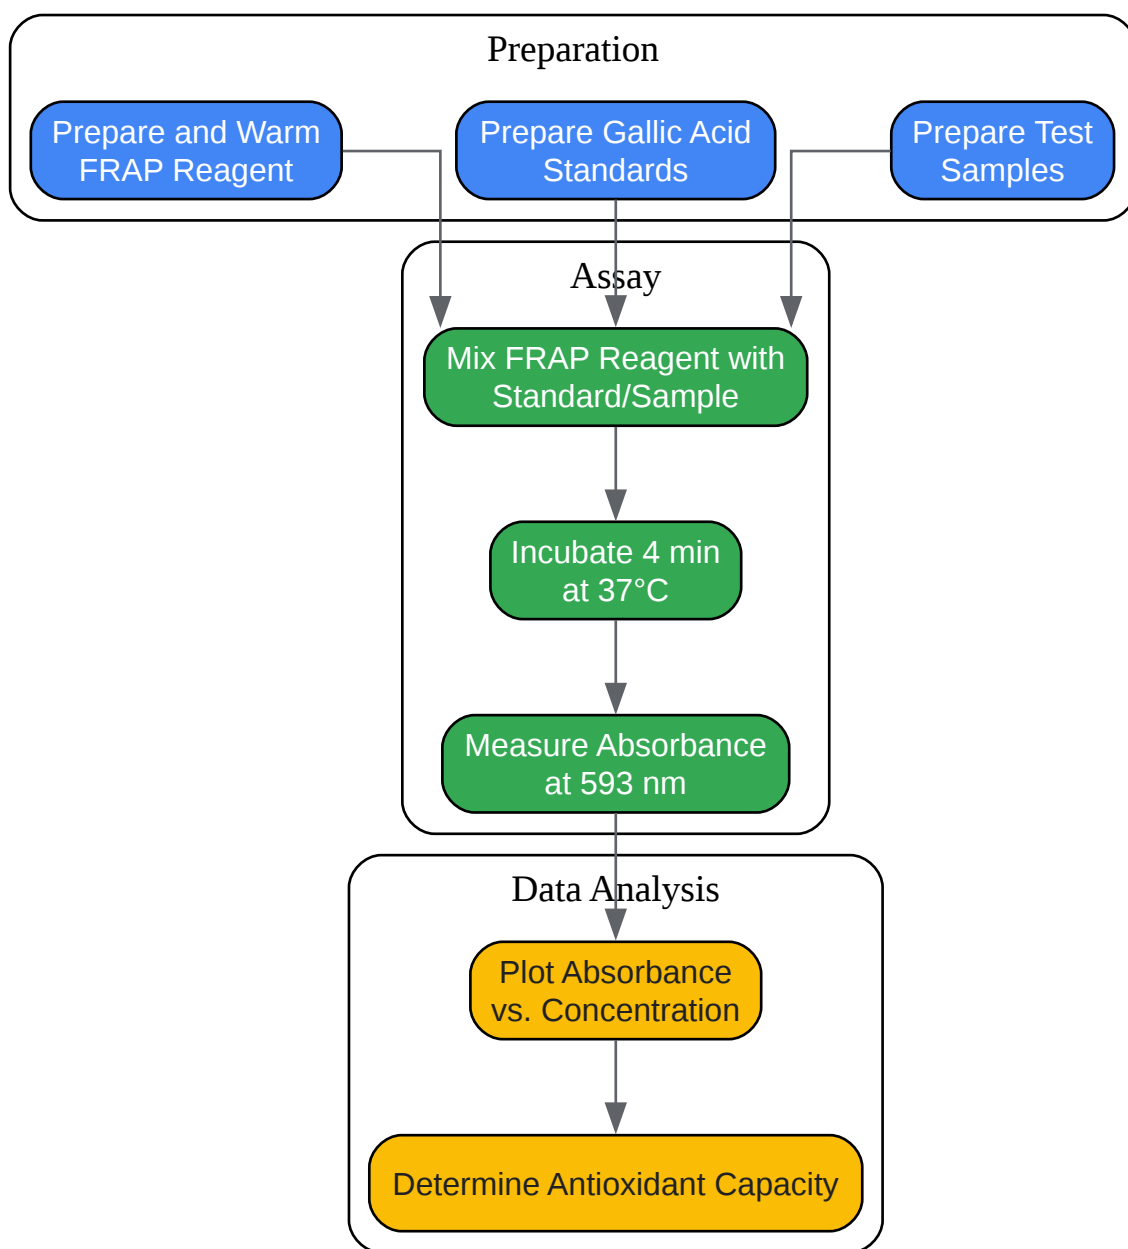 Preparation
Prepare and Warm
FRAP Reagent
Prepare Gallic Acid
Standards
Prepare Test
Samples
Assay
Mix FRAP Reagent with
Standard/Sample
Incubate 4 min
at 37°C
Measure Absorbance
at 593 nm
Data Analysis
Plot Absorbance
vs. Concentration
Determine Antioxidant Capacity